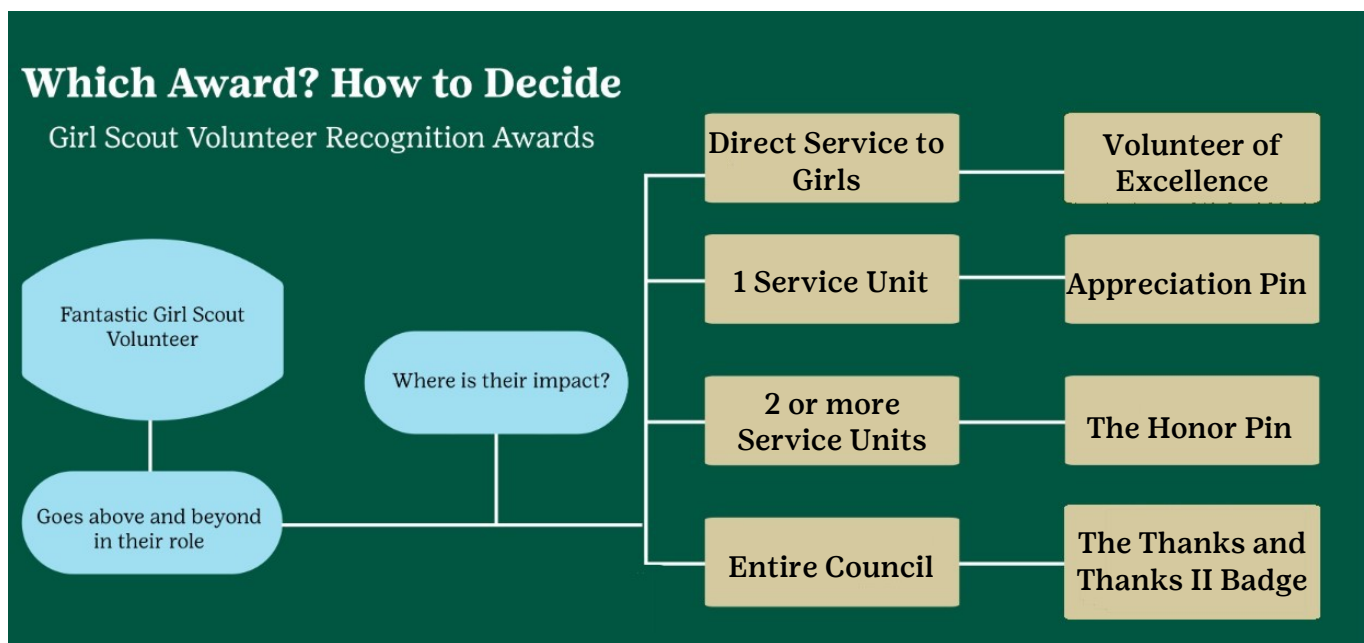 Which Award? How to Decide
Girl Scout Volunteer Recognition Awards
Fantastic Girl Scout
Volunteer
Goes above and beyond
in their role
Where is their impact?
Direct Service to
Girls
Volunteer of
Excellence
1 Service Unit
Appreciation Pin
2 or more
Service Units
The Honor Pin
Entire Council
The Thanks and
Thanks II Badge